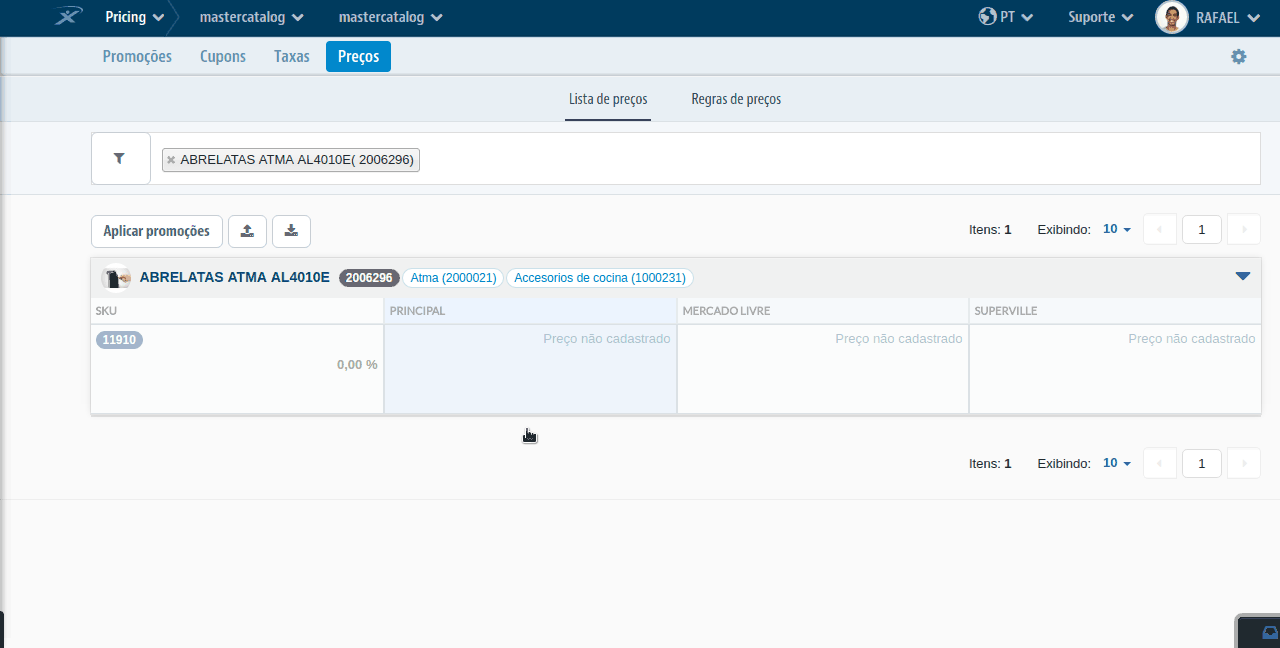 Pricing mastercatalog mastercatalog PT Suporte RAFAEL
Promoções Cupons Taxas Preços
Lista de preços Regras de preços
ABRELATAS ATMA AL4010E( 2006296)
Aplicar promoções Itens: 1 Exibindo: 10 1
ABRELATAS ATMA AL4010E 2006296 Atma (2000021) Accesorios de cocina (1000231)
SKU PRINCIPAL MERCADO LIVRE SUPERVILLE
11910 Preço não cadastrado Preço não cadastrado Preço não cadastrado
0,00 %
Itens: 1 Exibindo: 10 1